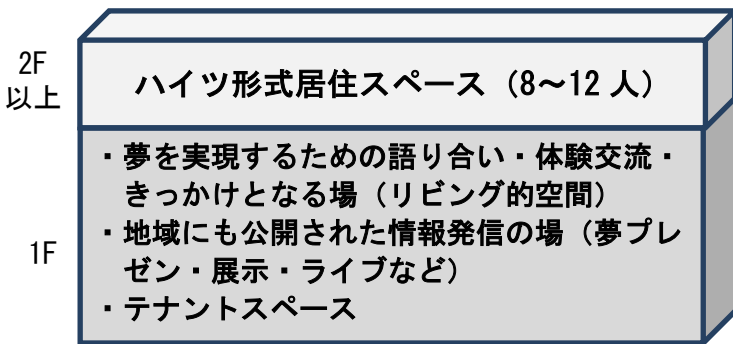 2F
以上
ハイツ形式居住スペース（8～12 人）
1F
・夢を実現するための語り合い・体験交流・
きっかけとなる場（リビング的空間）
・地域にも公開された情報発信の場（夢プレ
ゼン・展示・ライブなど）
・テナントスペース